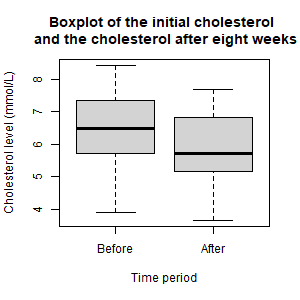 Boxplot of the initial cholesterol
and the cholesterol after eight weeks
Cholesterol level (mmol/L)
8
7
6
5
4
Before After
Time period